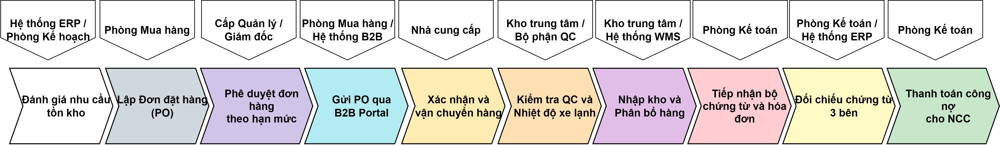 Hệ thống ERP /
Phòng Kế hoạch
Phòng Mua hàng
Cấp Quản lý /
Giám đốc
Phòng Mua hàng /
Hệ thống B2B
Nhà cung cấp
Kho trung tâm /
Bộ phận QC
Kho trung tâm /
Hệ thống WMS
Phòng Kế toán
Phòng Kế toán /
Hệ thống ERP
Phòng Kế toán
Đánh giá nhu cầu
tồn kho
Lập Đơn đặt hàng
(PO)
Phê duyệt đơn
hàng
theo hạn mức
Gửi PO qua
B2B Portal
Xác nhận và
vận chuyển hàng
Kiểm tra QC và
Nhiệt độ xe lạnh
Nhập kho và
Phân bổ hàng
Tiếp nhận bộ
chứng từ và hóa
đơn
Đối chiếu chứng từ
3 bên
Thanh toán công
nợ
cho NCC